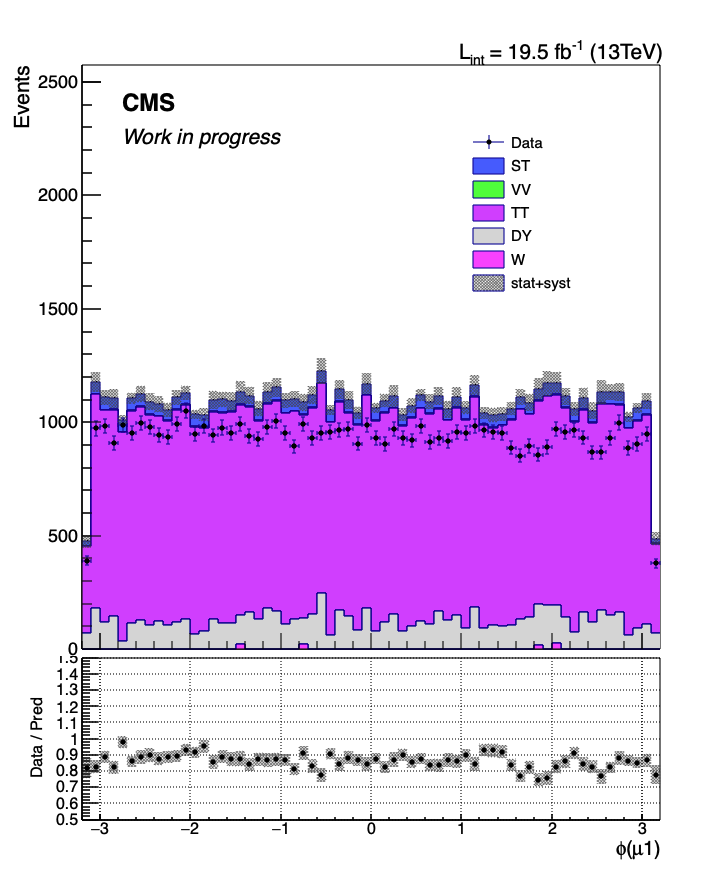 L_int = 19.5 fb⁻¹ (13TeV)
Events
2500
CMS
Work in progress
Data
ST
2000
VV
TT
DY
W
1500
stat+syst
1000
500
0
1.5
1.4
1.3
1.2
1.1
1
0.9
0.8
0.7
0.6
0.5
Data / Pred
−3 −2 −1 0 1 2 3
ϕ(μ1)